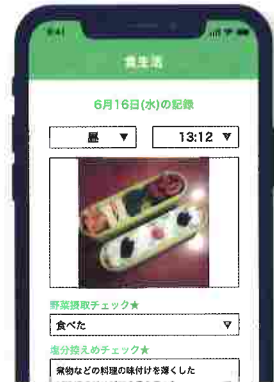 9:41
食生活
6月16日(水)の記録
昼 ▼
13:12 ▼
野菜摂取チェック★
食べた ▼
塩分控えめチェック★
煮物などの料理の味付けを薄くした